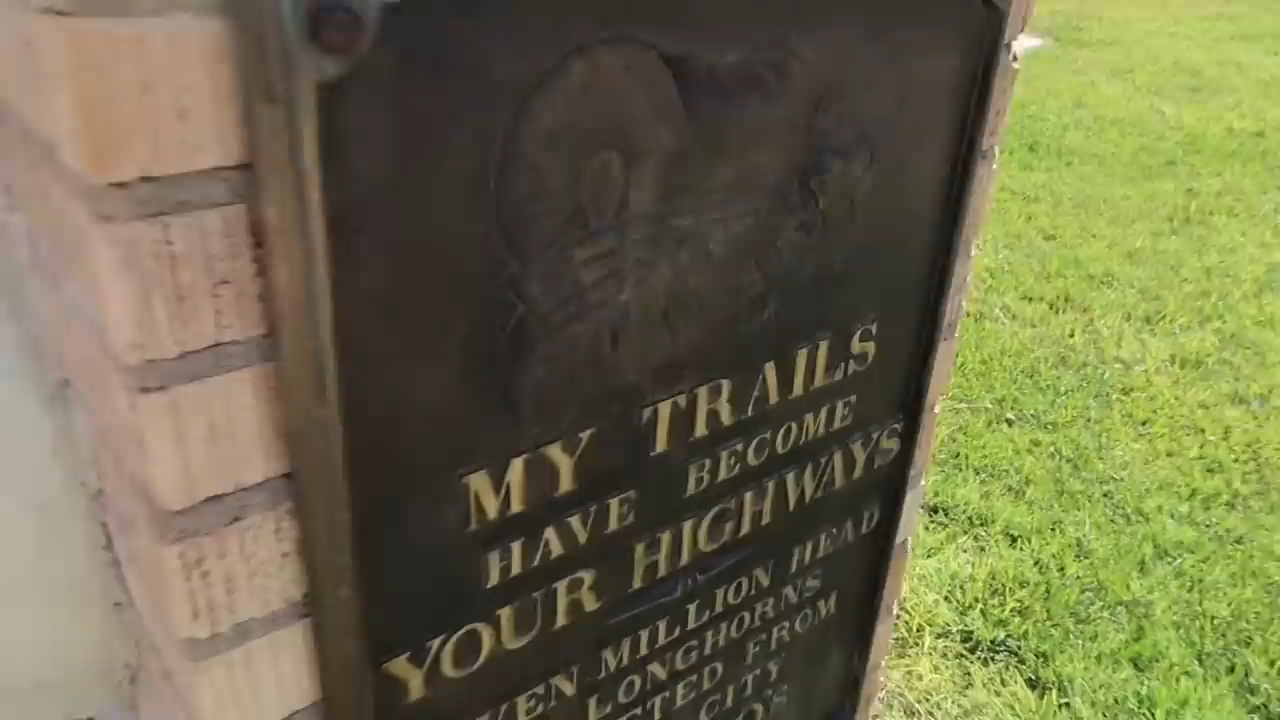 MY TRAILS
HAVE BECOME
YOUR HIGHWAYS
MILLION HEAD
LONGHORNS
FROM
CITY